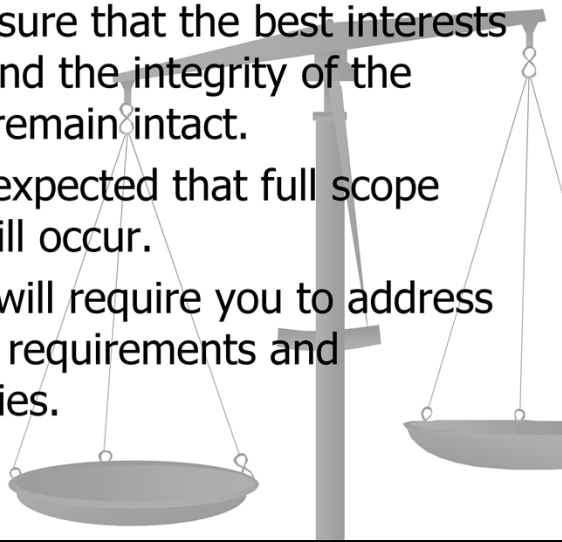 sure that the best interests
nd the integrity of the
remain intact.
expected that full scope
ill occur.
will require you to address
requirements and
ies.